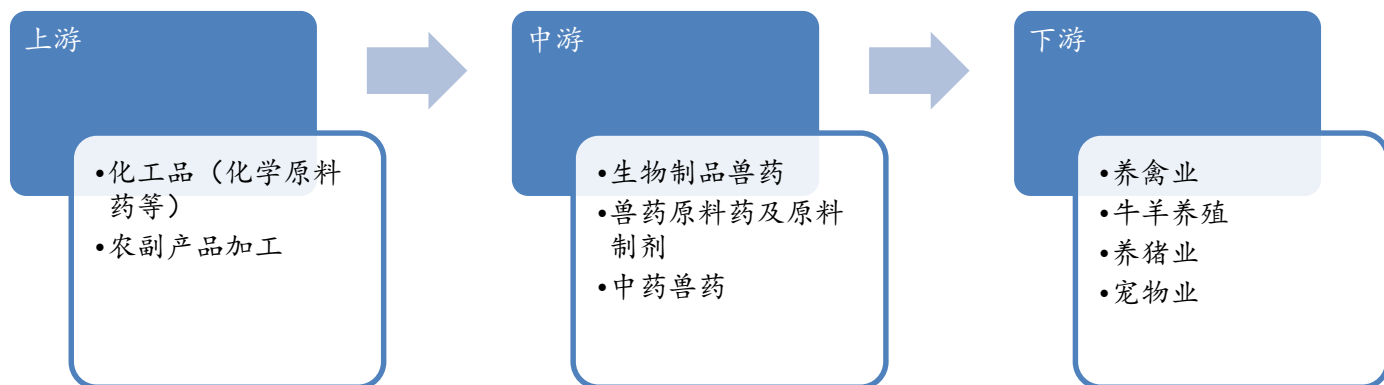 上游
•化工品（化学原料
药等）
•农副产品加工
中游
•生物制品兽药
•兽药原料药及原料
制剂
•中药兽药
下游
•养禽业
•牛羊养殖
•养猪业
•宠物业